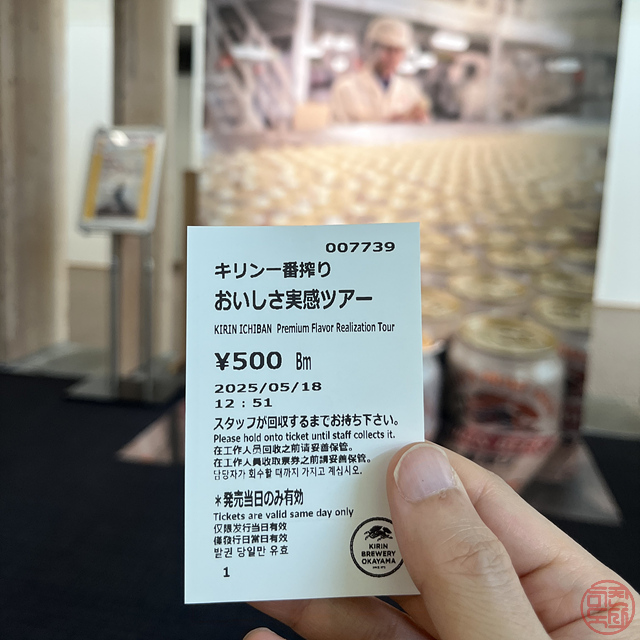 007739
キリン一番搾り
おいしさ実感ツアー
KIRIN ICHIBAN Premium Flavor Realization Tour
¥500 Bm
2025/05/18
12:51
スタッフが回収するまでお持ち下さい。
Please hold onto ticket until staff collects it.
在工作人员回收之前请妥善保管。
在工作人員收取票券之前請妥善保管。
담당자가 회수할 때까지 가지고 계십시오.
*発売当日のみ有効
Tickets are valid same day only
仅限发行当日有效
僅發行日當日有效
발권 당일만 유효
1
KIRIN
BREWERY
OKAYAMA